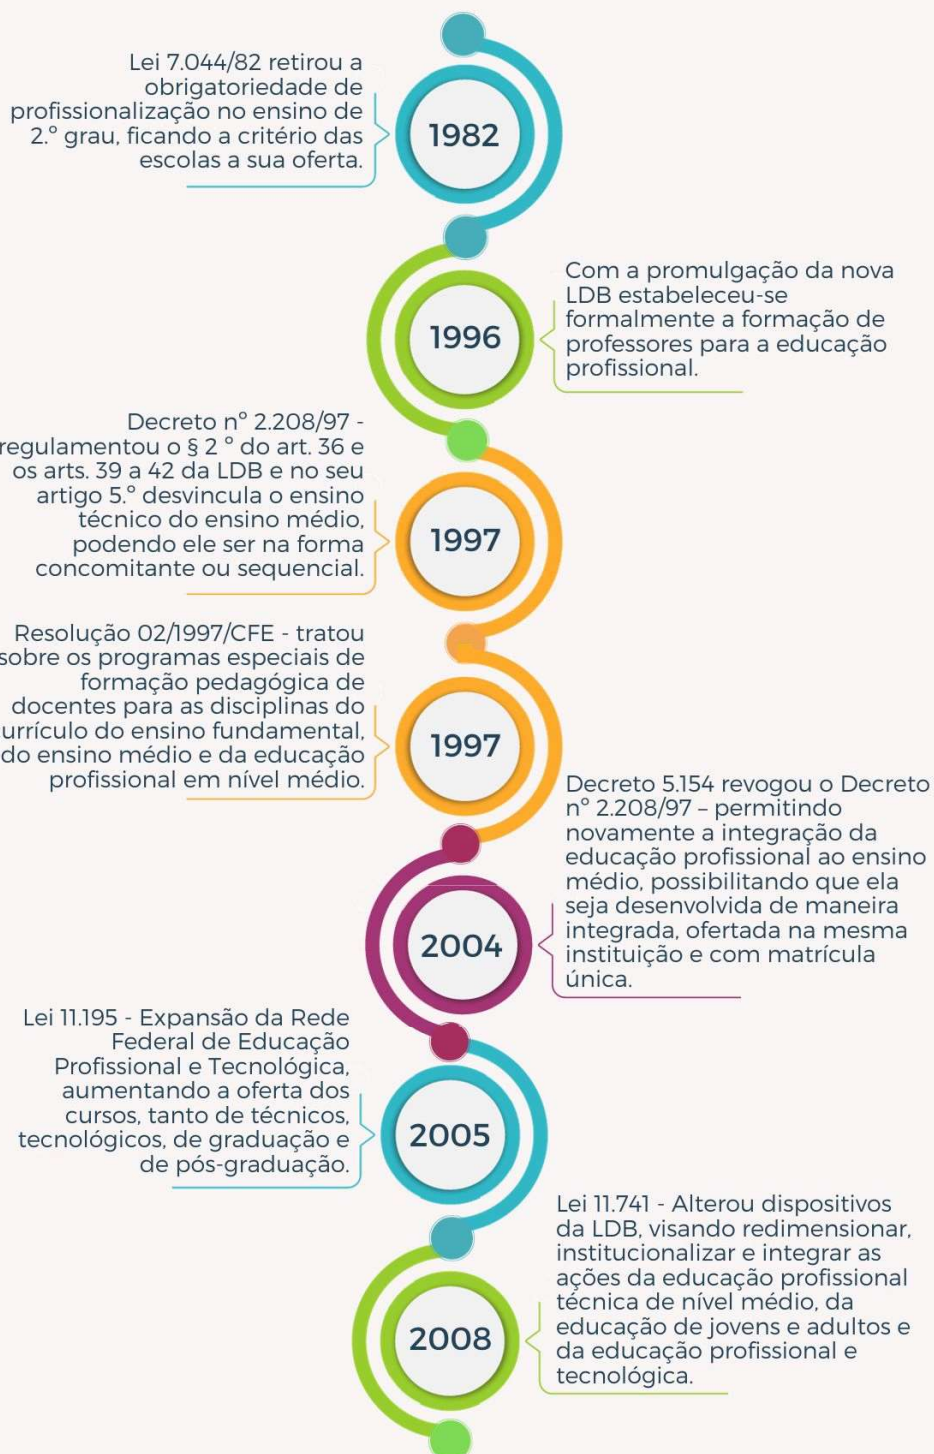 Lei 7.044/82 retirou a
obrigatoriedade de
profissionalização no ensino de
2.º grau, ficando a critério das
escolas a sua oferta.
1982
Com a promulgação da nova
LDB estabeleceu-se
formalmente a formação de
professores para a educação
profissional.
1996
Decreto nº 2.208/97 -
regulamentou o § 2 º do art. 36 e
os arts. 39 a 42 da LDB e no seu
artigo 5.º desvincula o ensino
técnico do ensino médio,
podendo ele ser na forma
concomitante ou sequencial.
1997
Resolução 02/1997/CFE - tratou
sobre os programas especiais de
formação pedagógica de
docentes para as disciplinas do
currículo do ensino fundamental,
do ensino médio e da educação
profissional em nível médio.
1997
Decreto 5.154 revogou o Decreto
nº 2.208/97 – permitindo
novamente a integração da
educação profissional ao ensino
médio, possibilitando que ela
seja desenvolvida de maneira
integrada, ofertada na mesma
instituição e com matrícula
única.
2004
Lei 11.195 - Expansão da Rede
Federal de Educação
Profissional e Tecnológica,
aumentando a oferta dos
cursos, tanto de técnicos,
tecnológicos, de graduação e
de pós-graduação.
2005
Lei 11.741 - Alterou dispositivos
da LDB, visando redimensionar,
institucionalizar e integrar as
ações da educação profissional
técnica de nível médio, da
educação de jovens e adultos e
da educação profissional e
tecnológica.
2008